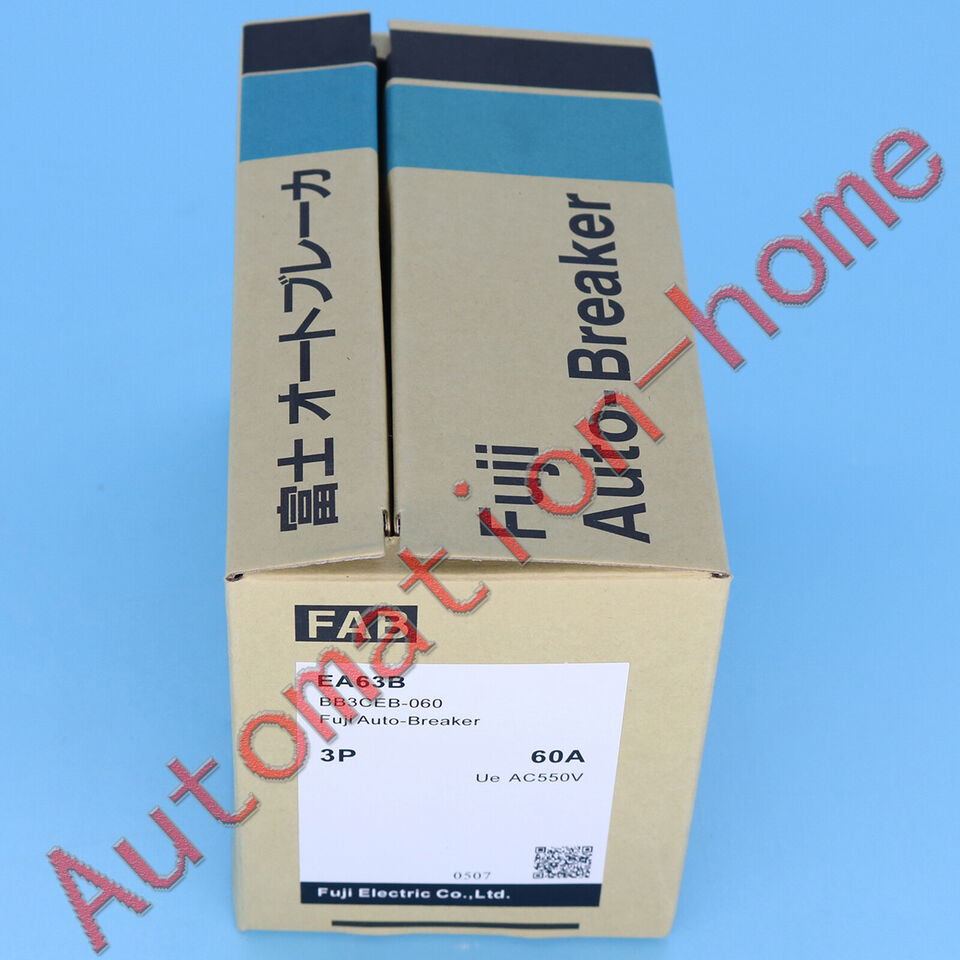 富士オートブレーカ
Fuji
Auto-Breaker
FAB
EA63B
BB3CEB-060
Fuji Auto-Breaker
3P 60A
Ue AC550V
0507
Fuji Electric Co.,Ltd.
Automation-home